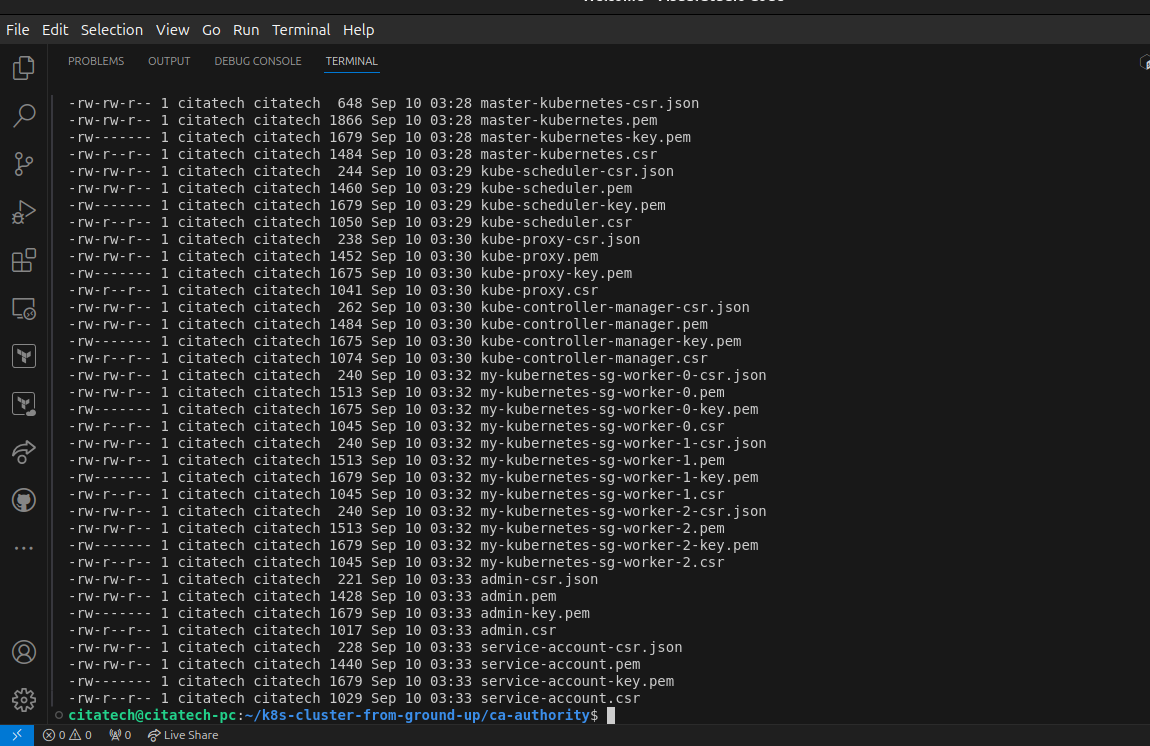 File Edit Selection View Go Run Terminal Help
PROBLEMS OUTPUT DEBUG CONSOLE TERMINAL
-rw-rw-r-- 1 citatech citatech  648 Sep 10 03:28 master-kubernetes-csr.json
-rw-rw-r-- 1 citatech citatech 1866 Sep 10 03:28 master-kubernetes.pem
-rw------- 1 citatech citatech 1679 Sep 10 03:28 master-kubernetes-key.pem
-rw-r--r-- 1 citatech citatech 1484 Sep 10 03:28 master-kubernetes.csr
-rw-rw-r-- 1 citatech citatech  244 Sep 10 03:29 kube-scheduler-csr.json
-rw-rw-r-- 1 citatech citatech 1460 Sep 10 03:29 kube-scheduler.pem
-rw------- 1 citatech citatech 1679 Sep 10 03:29 kube-scheduler-key.pem
-rw-r--r-- 1 citatech citatech 1050 Sep 10 03:29 kube-scheduler.csr
-rw-rw-r-- 1 citatech citatech  238 Sep 10 03:30 kube-proxy-csr.json
-rw-rw-r-- 1 citatech citatech 1452 Sep 10 03:30 kube-proxy.pem
-rw------- 1 citatech citatech 1675 Sep 10 03:30 kube-proxy-key.pem
-rw-r--r-- 1 citatech citatech 1041 Sep 10 03:30 kube-proxy.csr
-rw-rw-r-- 1 citatech citatech  262 Sep 10 03:30 kube-controller-manager-csr.json
-rw-rw-r-- 1 citatech citatech 1484 Sep 10 03:30 kube-controller-manager.pem
-rw------- 1 citatech citatech 1675 Sep 10 03:30 kube-controller-manager-key.pem
-rw-r--r-- 1 citatech citatech 1074 Sep 10 03:30 kube-controller-manager.csr
-rw-rw-r-- 1 citatech citatech  240 Sep 10 03:32 my-kubernetes-sg-worker-0-csr.json
-rw-rw-r-- 1 citatech citatech 1513 Sep 10 03:32 my-kubernetes-sg-worker-0.pem
-rw------- 1 citatech citatech 1675 Sep 10 03:32 my-kubernetes-sg-worker-0-key.pem
-rw-r--r-- 1 citatech citatech 1045 Sep 10 03:32 my-kubernetes-sg-worker-0.csr
-rw-rw-r-- 1 citatech citatech  240 Sep 10 03:32 my-kubernetes-sg-worker-1-csr.json
-rw-rw-r-- 1 citatech citatech 1513 Sep 10 03:32 my-kubernetes-sg-worker-1.pem
-rw------- 1 citatech citatech 1679 Sep 10 03:32 my-kubernetes-sg-worker-1-key.pem
-rw-r--r-- 1 citatech citatech 1045 Sep 10 03:32 my-kubernetes-sg-worker-1.csr
-rw-rw-r-- 1 citatech citatech  240 Sep 10 03:32 my-kubernetes-sg-worker-2-csr.json
-rw-rw-r-- 1 citatech citatech 1513 Sep 10 03:32 my-kubernetes-sg-worker-2.pem
-rw------- 1 citatech citatech 1679 Sep 10 03:32 my-kubernetes-sg-worker-2-key.pem
-rw-r--r-- 1 citatech citatech 1045 Sep 10 03:32 my-kubernetes-sg-worker-2.csr
-rw-rw-r-- 1 citatech citatech  221 Sep 10 03:33 admin-csr.json
-rw-rw-r-- 1 citatech citatech 1428 Sep 10 03:33 admin.pem
-rw------- 1 citatech citatech 1679 Sep 10 03:33 admin-key.pem
-rw-r--r-- 1 citatech citatech 1017 Sep 10 03:33 admin.csr
-rw-rw-r-- 1 citatech citatech  228 Sep 10 03:33 service-account-csr.json
-rw-rw-r-- 1 citatech citatech 1440 Sep 10 03:33 service-account.pem
-rw------- 1 citatech citatech 1679 Sep 10 03:33 service-account-key.pem
-rw-r--r-- 1 citatech citatech 1029 Sep 10 03:33 service-account.csr
citatech@citatech-pc:~/k8s-cluster-from-ground-up/ca-authority$
0 0 0 Live Share